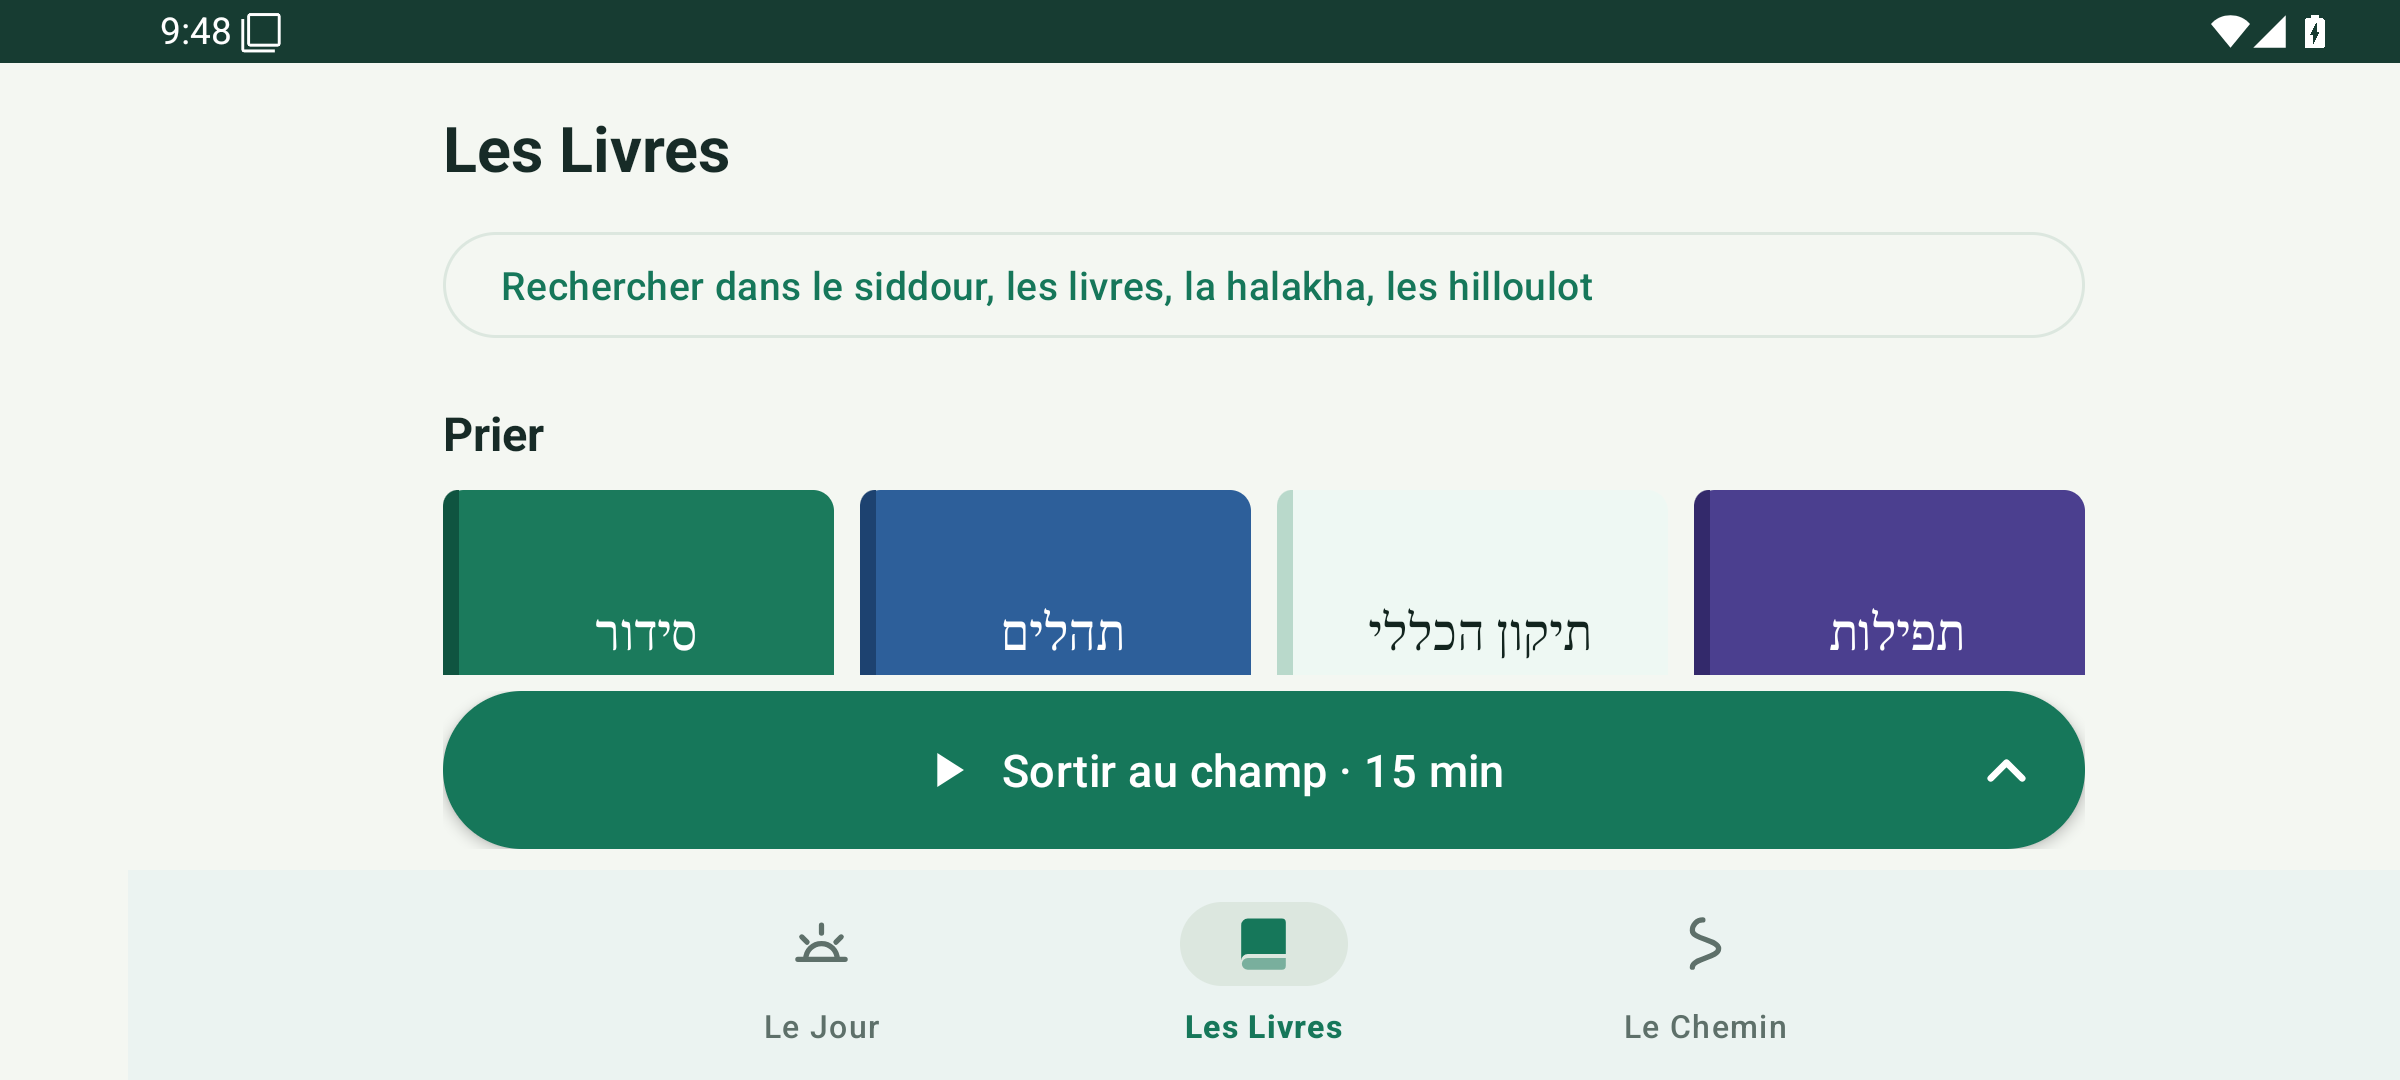 9:48
Les Livres
Rechercher dans le siddour, les livres, la halakha, les hilloulot
Prier
סידור
תהלים
תיקון הכללי
תפילות
Sortir au champ · 15 min
Le Jour
Les Livres
Le Chemin